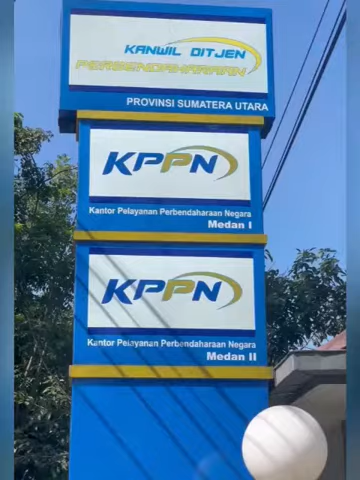 KANWIL DITJEN
PERBENDAHARAAN
PROVINSI SUMATERA UTARA
KPPN
Kantor Pelayanan Perbendaharaan Negara
Medan I
KPPN
Kantor Pelayanan Perbendaharaan Negara
Medan II